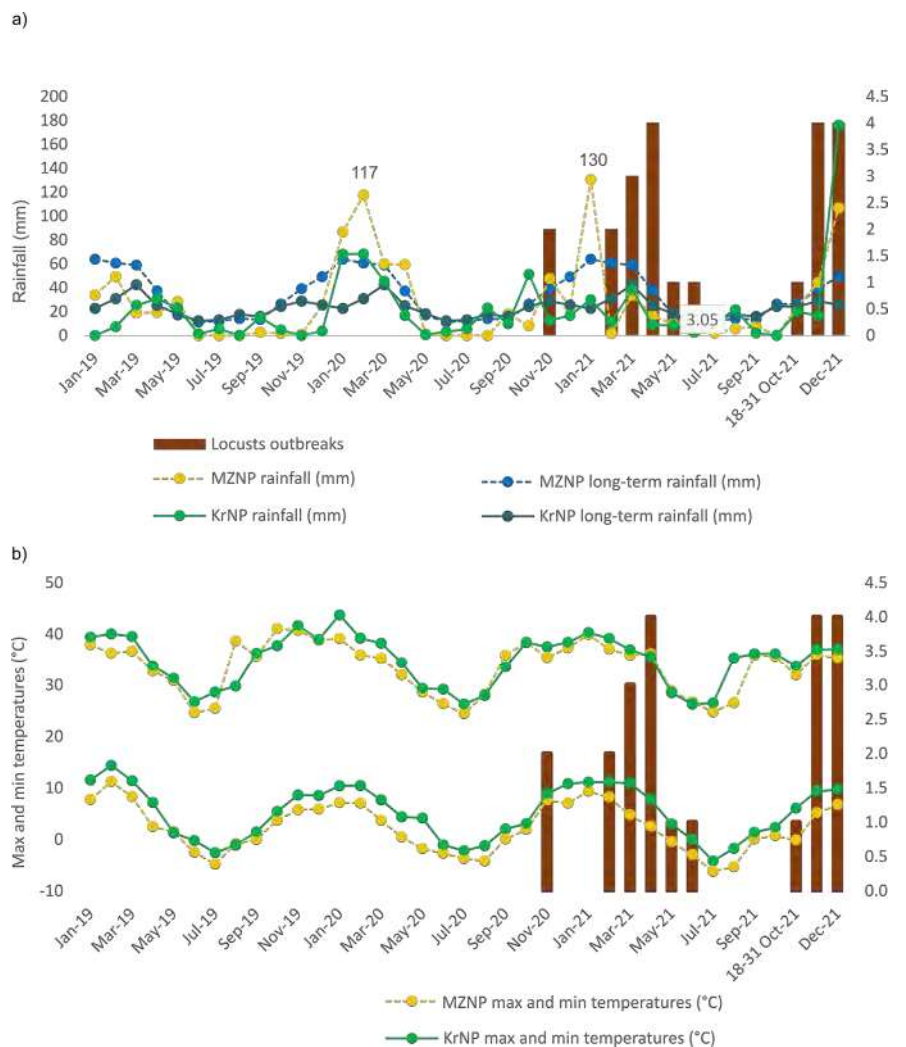 a)
200
180
160
140
120
100
80
60
40
20
0
Rainfall (mm)
4.5
4
3.5
3
2.5
2
1.5
1
0.5
0
117
130
3.05
Jan-19
Mar-19
May-19
Jul-19
Sep-19
Nov-19
Jan-20
Mar-20
May-20
Jul-20
Sep-20
Nov-20
Jan-21
Mar-21
May-21
Jul-21
Sep-21
18-31 Oct-21
Dec-21
Locusts outbreaks
MZNP rainfall (mm) MZNP long-term rainfall (mm)
KrNP rainfall (mm) KrNP long-term rainfall (mm)
b)
50
40
30
20
10
0
-10
Max and min temperatures (°C)
4.5
4.0
3.5
3.0
2.5
2.0
1.5
1.0
0.5
0.0
Jan-19
Mar-19
May-19
Jul-19
Sep-19
Nov-19
Jan-20
Mar-20
May-20
Jul-20
Sep-20
Nov-20
Jan-21
Mar-21
May-21
Jul-21
Sep-21
18-31 Oct-21
Dec-21
MZNP max and min temperatures (°C)
KrNP max and min temperatures (°C)